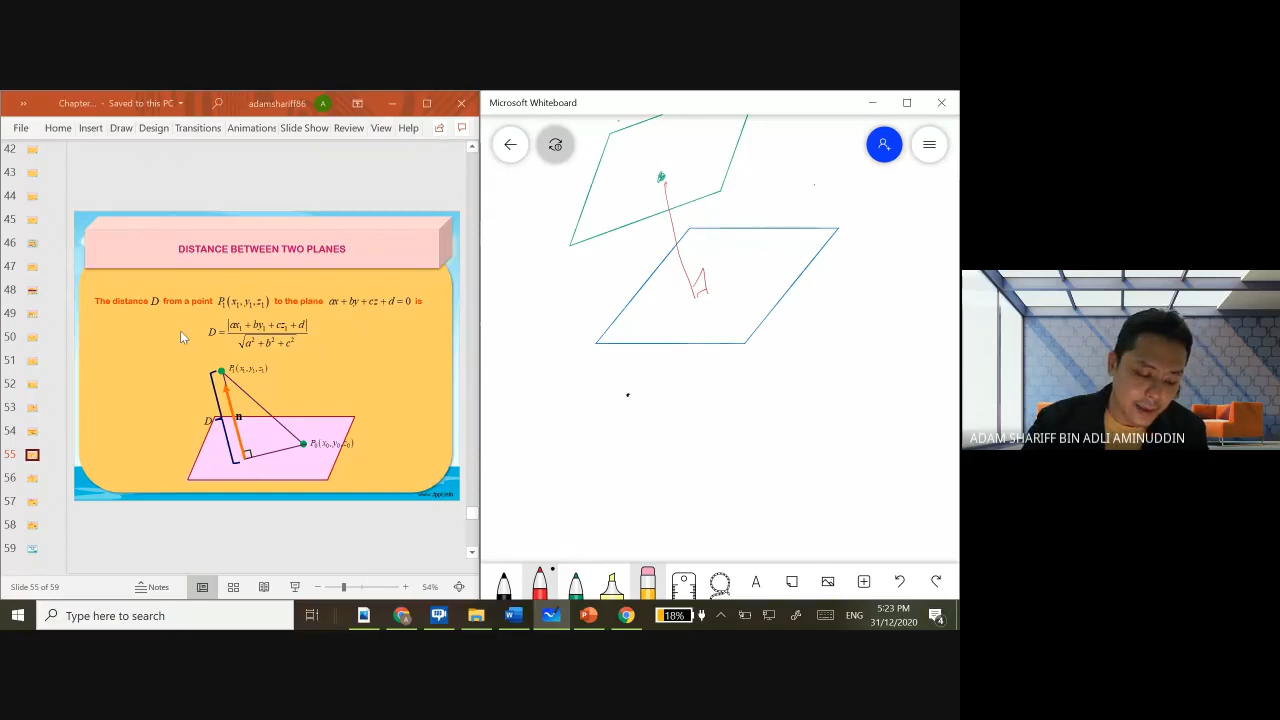 Chapter... - Saved to this PC
adamshariff86
A
File Home Insert Draw Design Transitions Animations Slide Show Review View Help
42
43
44
45
46
47
48
49
50
51
52
53
54
55
56
57
58
59
DISTANCE BETWEEN TWO PLANES
The distance D from a point P₁(x₁, y₁, z₁) to the plane ax + by + cz + d = 0 is
D = |ax₁ + by₁ + cz₁ + d| / √(a² + b² + c²)
P₁(x₁, y₁, z₁)
n
D
P₀(x₀, y₀, z₀)
Slide 55 of 59
Notes
54%
Microsoft Whiteboard
A
ADAM SHARIFF BIN ADLI AMINUDDIN
Type here to search
18%
ENG
5:23 PM
31/12/2020
4